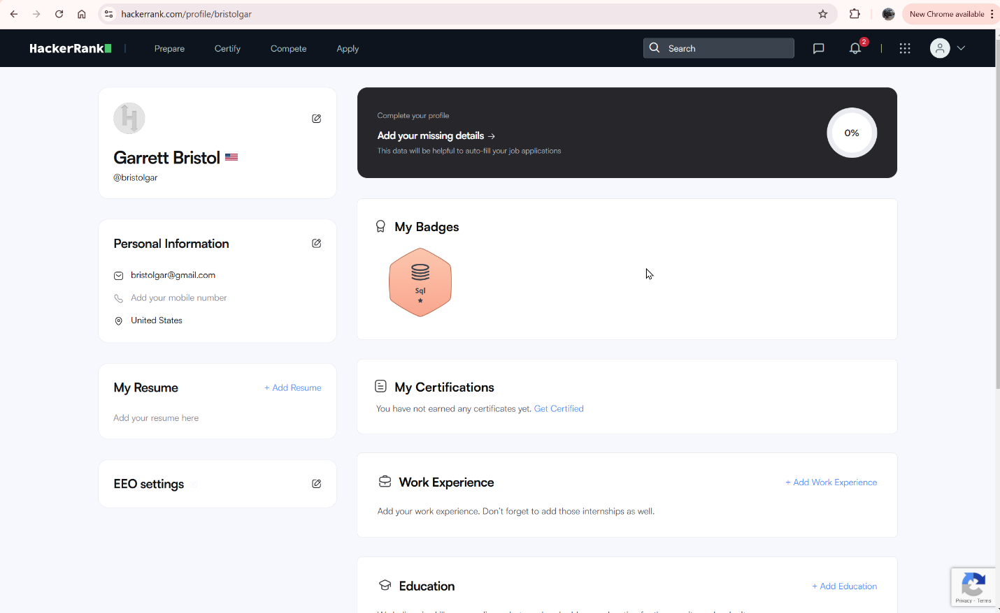 hackerrank.com/profile/bristolgar
New Chrome available
HackerRank
Prepare
Certify
Compete
Apply
Search
2
Garrett Bristol
@bristolgar
Personal Information
bristolgar@gmail.com
Add your mobile number
United States
My Resume
+ Add Resume
Add your resume here
EEO settings
Complete your profile
Add your missing details →
This data will be helpful to auto-fill your job applications
0%
My Badges
Sql
My Certifications
You have not earned any certificates yet. Get Certified
Work Experience
+ Add Work Experience
Add your work experience. Don't forget to add those internships as well.
Education
+ Add Education
Privacy - Terms